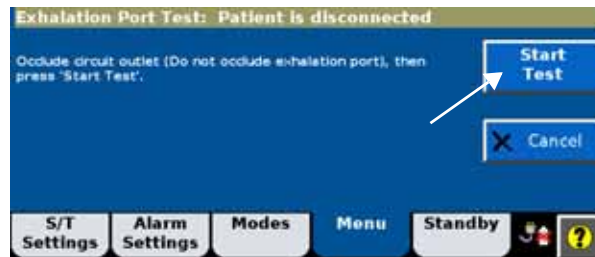 Exhalation Port Test: Patient is disconnected
Occlude circuit outlet (Do not occlude exhalation port), then
press 'Start Test'.
Start
Test
Cancel
S/T
Settings
Alarm
Settings
Modes
Menu
Standby
?